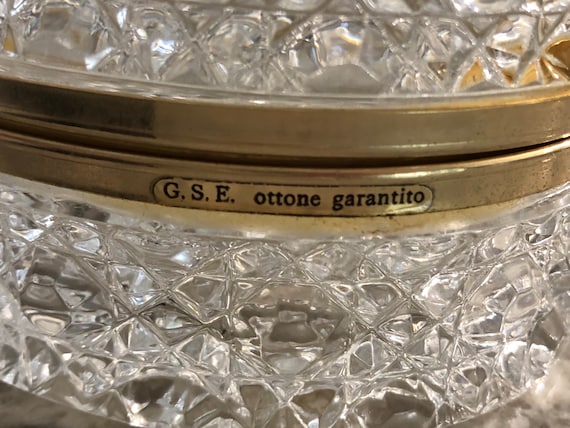 G. S. E. ottone garantito